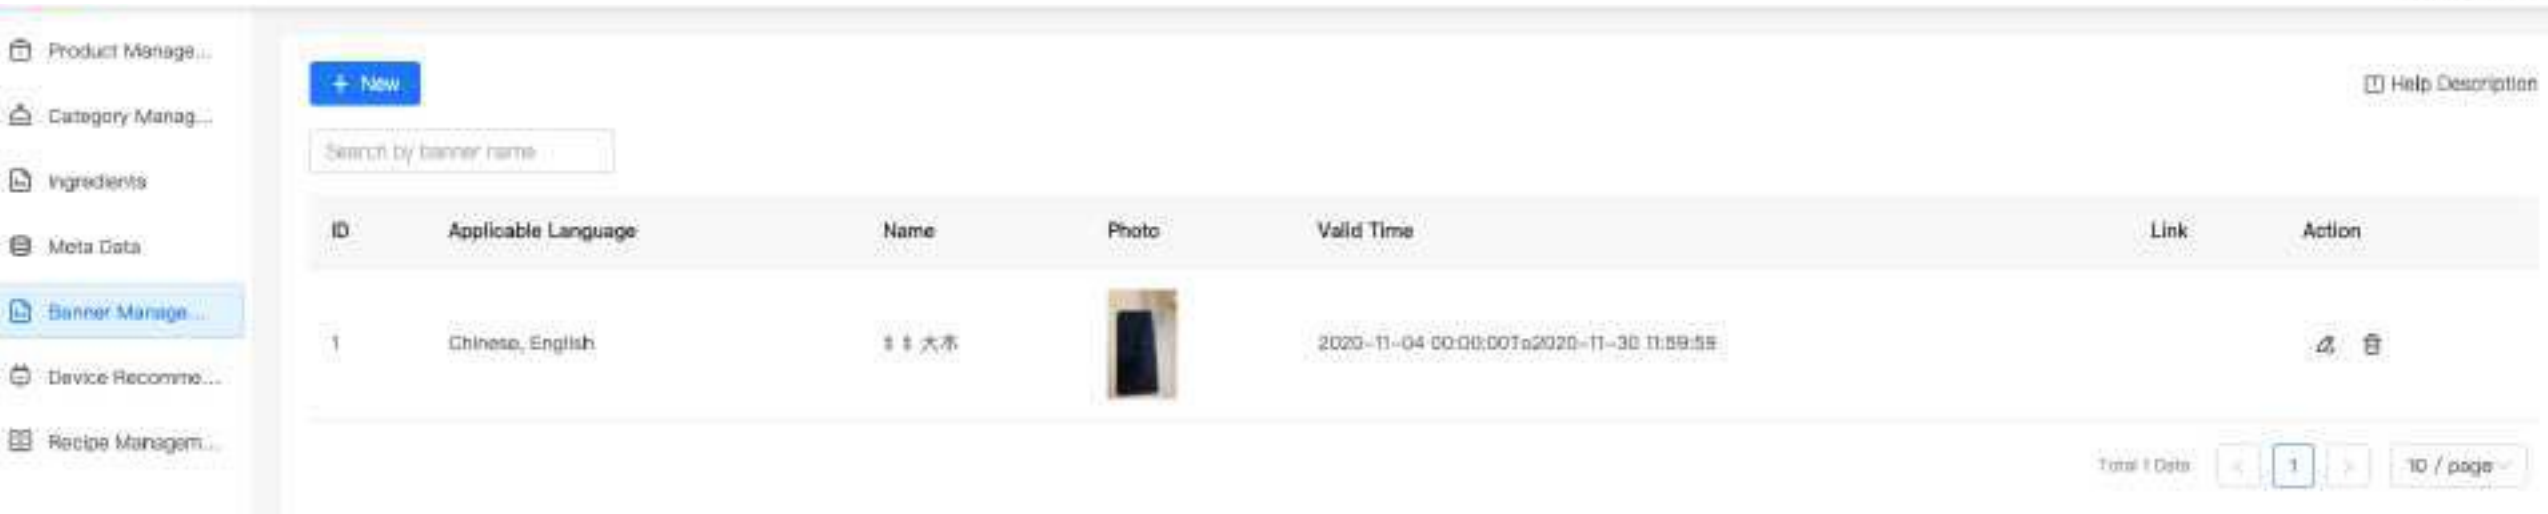 Product Manage...
Category Manag...
Ingredients
Meta Data
Banner Manage...
Device Recomme...
Recipe Managem...
+ New
Help Description
Search by banner name
ID Applicable Language Name Photo Valid Time Link Action
1 Chinese, English 大 2020-11-04 00:00:00To2020-11-30 11:59:59
Total 1 Data < 1 > 10 / page